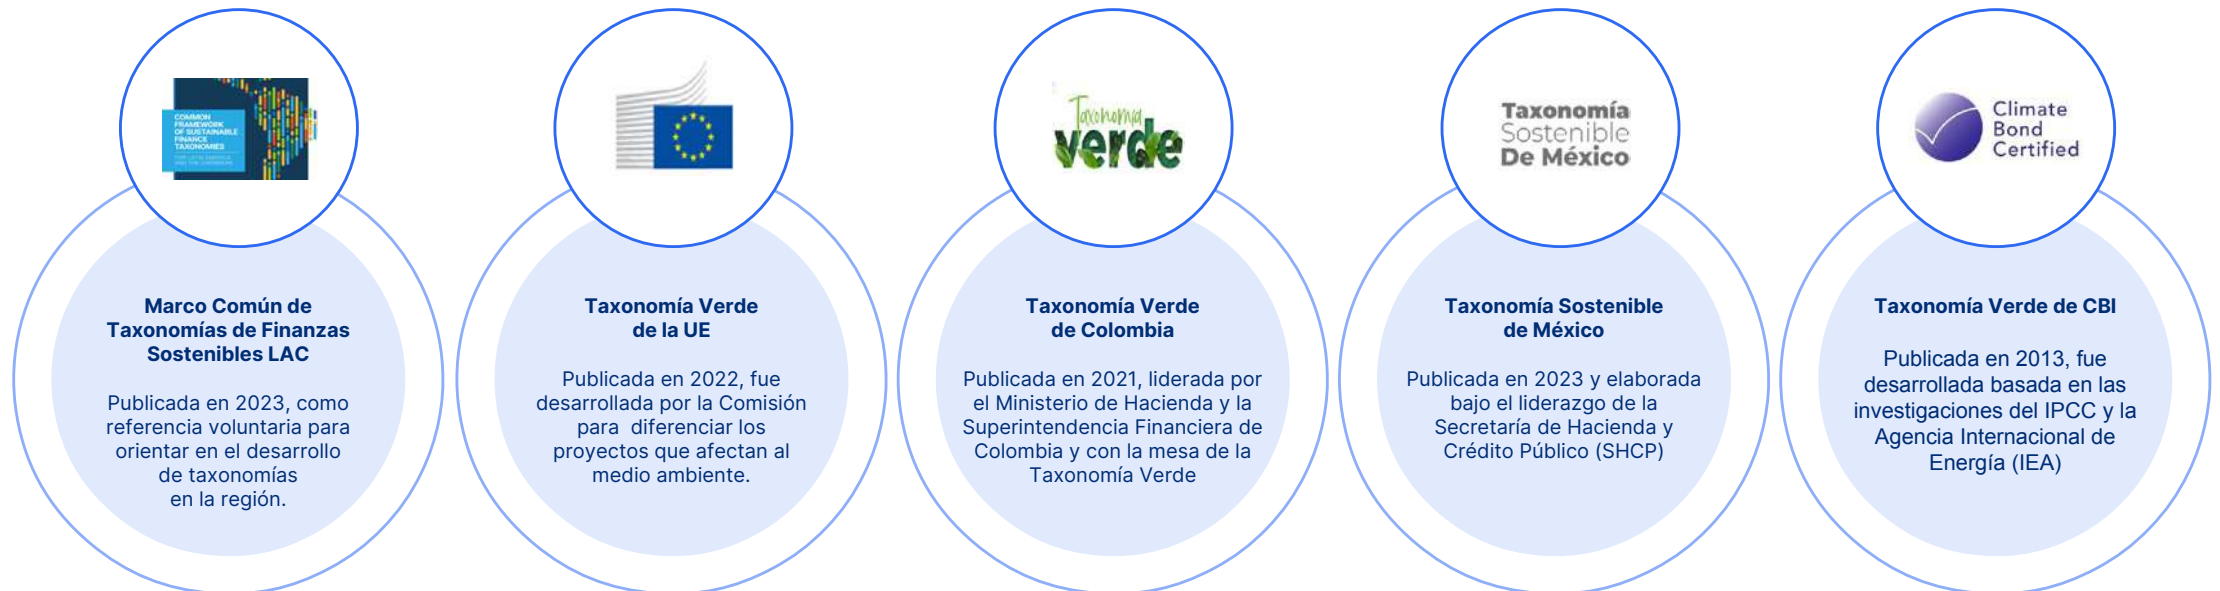 COMMON
FRAMEWORK
OF SUSTAINABLE
FINANCE
TAXONOMIES
FOR LATIN AMERICA
AND THE CARIBBEAN
Marco Común de
Taxonomías de Finanzas
Sostenibles LAC
Publicada en 2023, como
referencia voluntaria para
orientar en el desarrollo
de taxonomías
en la región.
Taxonomía Verde
de la UE
Publicada en 2022, fue
desarrollada por la Comisión
para diferenciar los
proyectos que afectan al
medio ambiente.
Taxonomía
verde
Taxonomía Verde
de Colombia
Publicada en 2021, liderada por
el Ministerio de Hacienda y la
Superintendencia Financiera de
Colombia y con la mesa de la
Taxonomía Verde
Taxonomía
Sostenible
De México
Taxonomía Sostenible
de México
Publicada en 2023 y elaborada
bajo el liderazgo de la
Secretaría de Hacienda y
Crédito Público (SHCP)
Climate
Bond
Certified
Taxonomía Verde de CBI
Publicada en 2013, fue
desarrollada basada en las
investigaciones del IPCC y la
Agencia Internacional de
Energía (IEA)